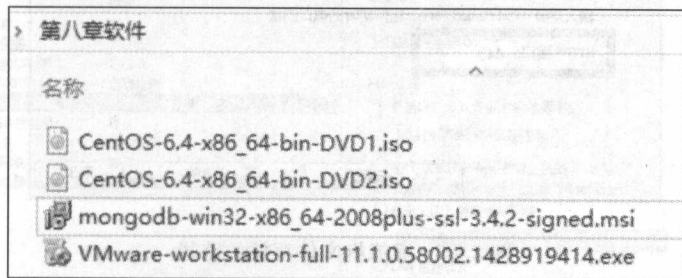 › 第八章软件
名称
CentOS-6.4-x86_64-bin-DVD1.iso
CentOS-6.4-x86_64-bin-DVD2.iso
mongodb-win32-x86_64-2008plus-ssl-3.4.2-signed.msi
VMware-workstation-full-11.1.0.58002.1428919414.exe